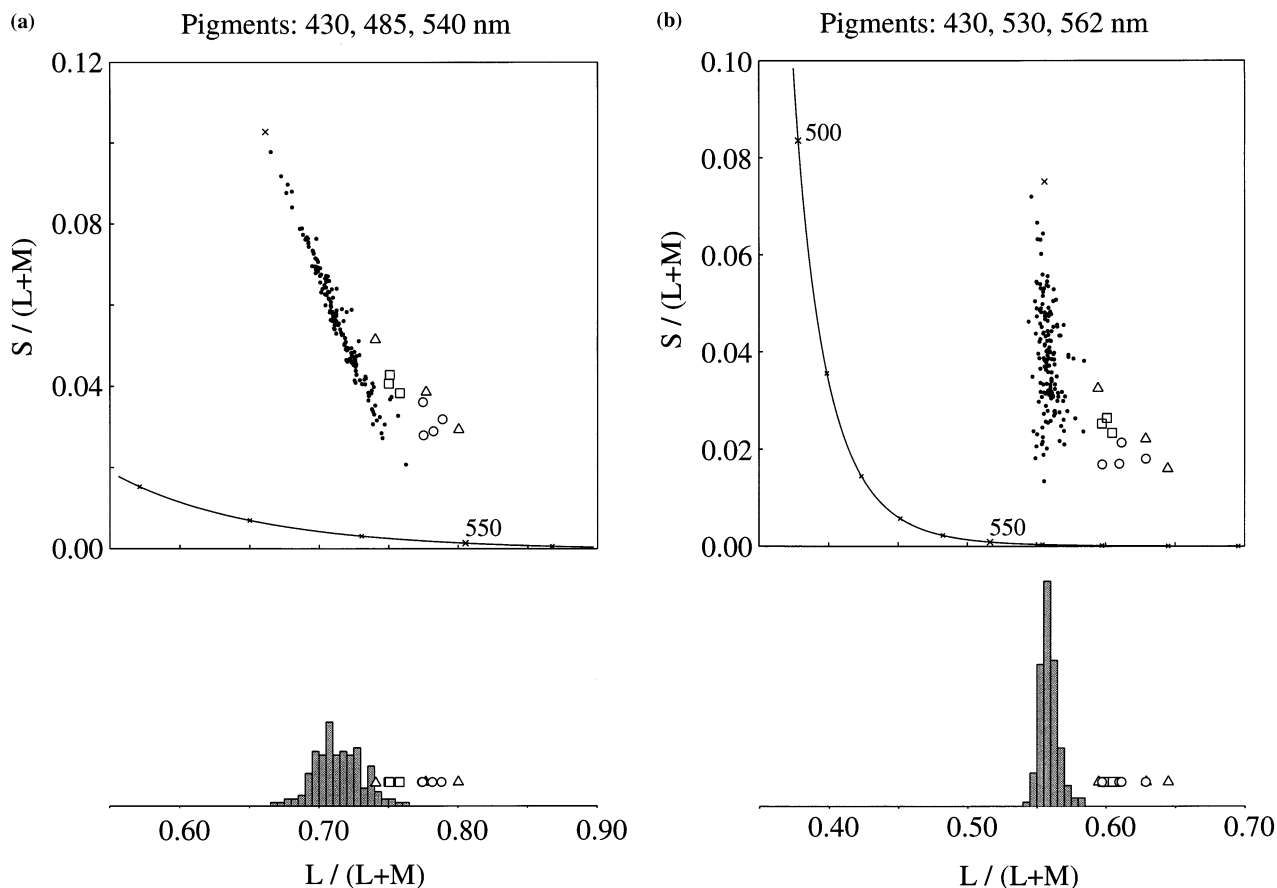 (a)
Pigments: 430, 485, 540 nm
0.12
0.08
0.04
0.00
S / (L+M)
550
0.60
0.70
0.80
0.90
L / (L+M)
(b)
Pigments: 430, 530, 562 nm
0.10
0.08
0.06
0.04
0.02
0.00
S / (L+M)
500
550
0.40
0.50
0.60
0.70
L / (L+M)